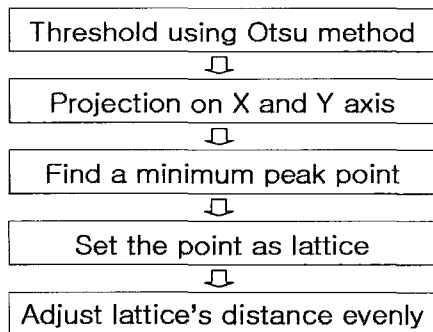 Threshold using Otsu method
Projection on X and Y axis
Find a minimum peak point
Set the point as lattice
Adjust lattice's distance evenly